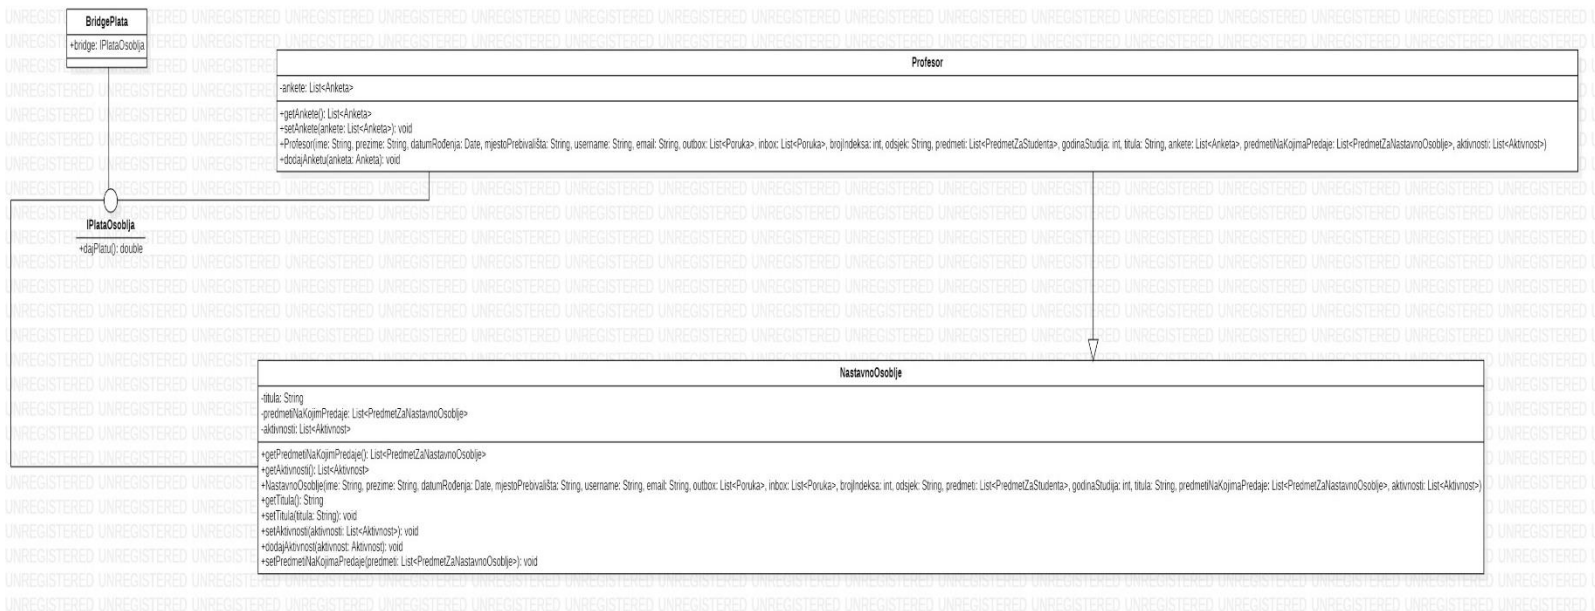 BridgePlata
+bridge: IPlataOsoblja
IPlataOsoblja
+dajPlatu(): double
Profesor
-ankete: List<Anketa>
+getAnkete(): List<Anketa>
+setAnkete(ankete: List<Anketa>): void
+Profesor(ime: String, prezime: String, datumRođenja: Date, mjestoPrebivališta: String, username: String, email: String, outbox: List<Poruka>, inbox: List<Poruka>, brojIndeksa: int, odsjek: String, predmeti: List<PredmetZaStudenta>, godinaStudija: int, titula: String, ankete: List<Anketa>, predmetiNaKojimaPredaje: List<PredmetZaNastavnoOsoblje>, aktivnosti: List<Aktivnost>)
+dodajAnketu(anketa: Anketa): void
NastavnoOsoblje
-titula: String
-predmetiNaKojimPredaje: List<PredmetZaNastavnoOsoblje>
-aktivnosti: List<Aktivnost>
+getPredmetiNaKojimPredaje(): List<PredmetZaNastavnoOsoblje>
+getAktivnosti(): List<Aktivnost>
+NastavnoOsoblje(ime: String, prezime: String, datumRođenja: Date, mjestoPrebivališta: String, username: String, email: String, outbox: List<Poruka>, inbox: List<Poruka>, brojIndeksa: int, odsjek: String, predmeti: List<PredmetZaStudenta>, godinaStudija: int, titula: String, predmetiNaKojimaPredaje: List<PredmetZaNastavnoOsoblje>, aktivnosti: List<Aktivnost>)
+getTitula(): String
+setTitula(titula: String): void
+setAktivnosti(aktivnosti: List<Aktivnost>): void
+dodajAktivnost(aktivnost: Aktivnost): void
+setPredmetiNaKojimaPredaje(predmeti: List<PredmetZaNastavnoOsoblje>): void
UNREGISTERED